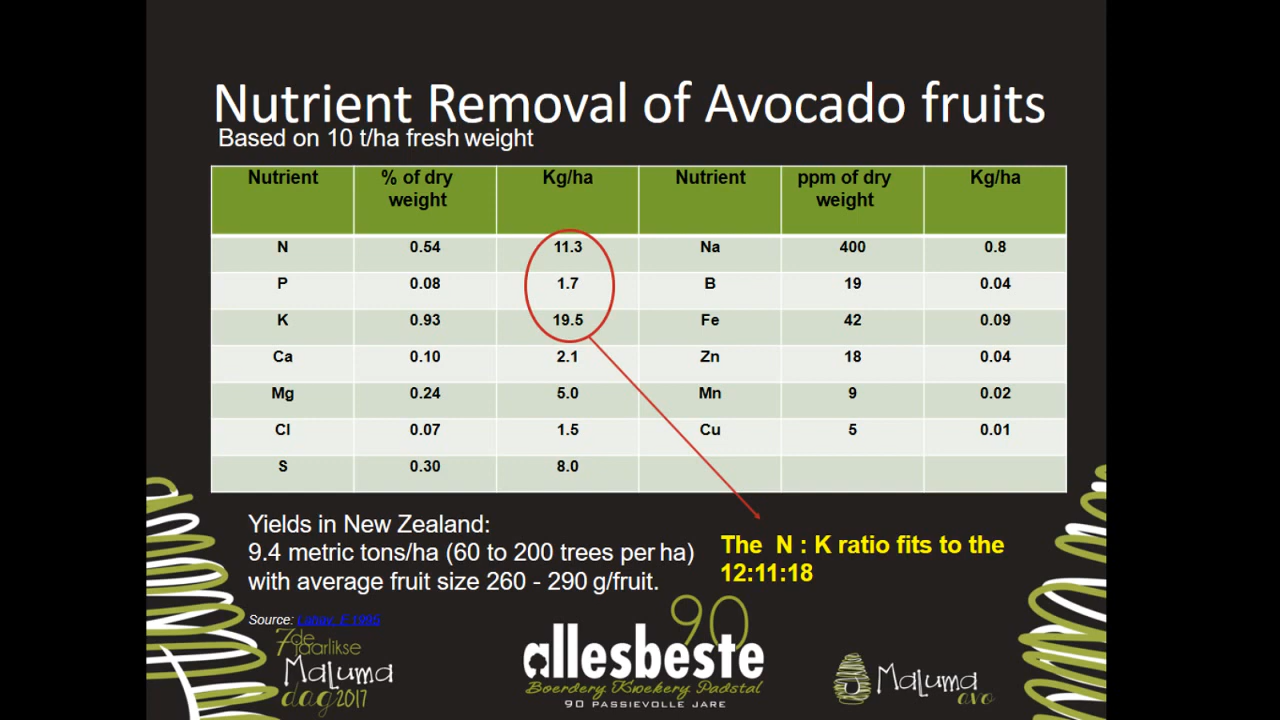 Nutrient Removal of Avocado fruits
Based on 10 t/ha fresh weight
Nutrient % of dry weight Kg/ha Nutrient ppm of dry weight Kg/ha
N 0.54 11.3 Na 400 0.8
P 0.08 1.7 B 19 0.04
K 0.93 19.5 Fe 42 0.09
Ca 0.10 2.1 Zn 18 0.04
Mg 0.24 5.0 Mn 9 0.02
Cl 0.07 1.5 Cu 5 0.01
S 0.30 8.0
Yields in New Zealand:
9.4 metric tons/ha (60 to 200 trees per ha)
with average fruit size 260 - 290 g/fruit.
The N : K ratio fits to the
12:11:18
Source: Lahav, E 1995
7de jaarlikse
Maluma
dag 2017
90
allesbeste
Boerdery Kwekery Padstal
90 PASSIEVOLLE JARE
Maluma
avo